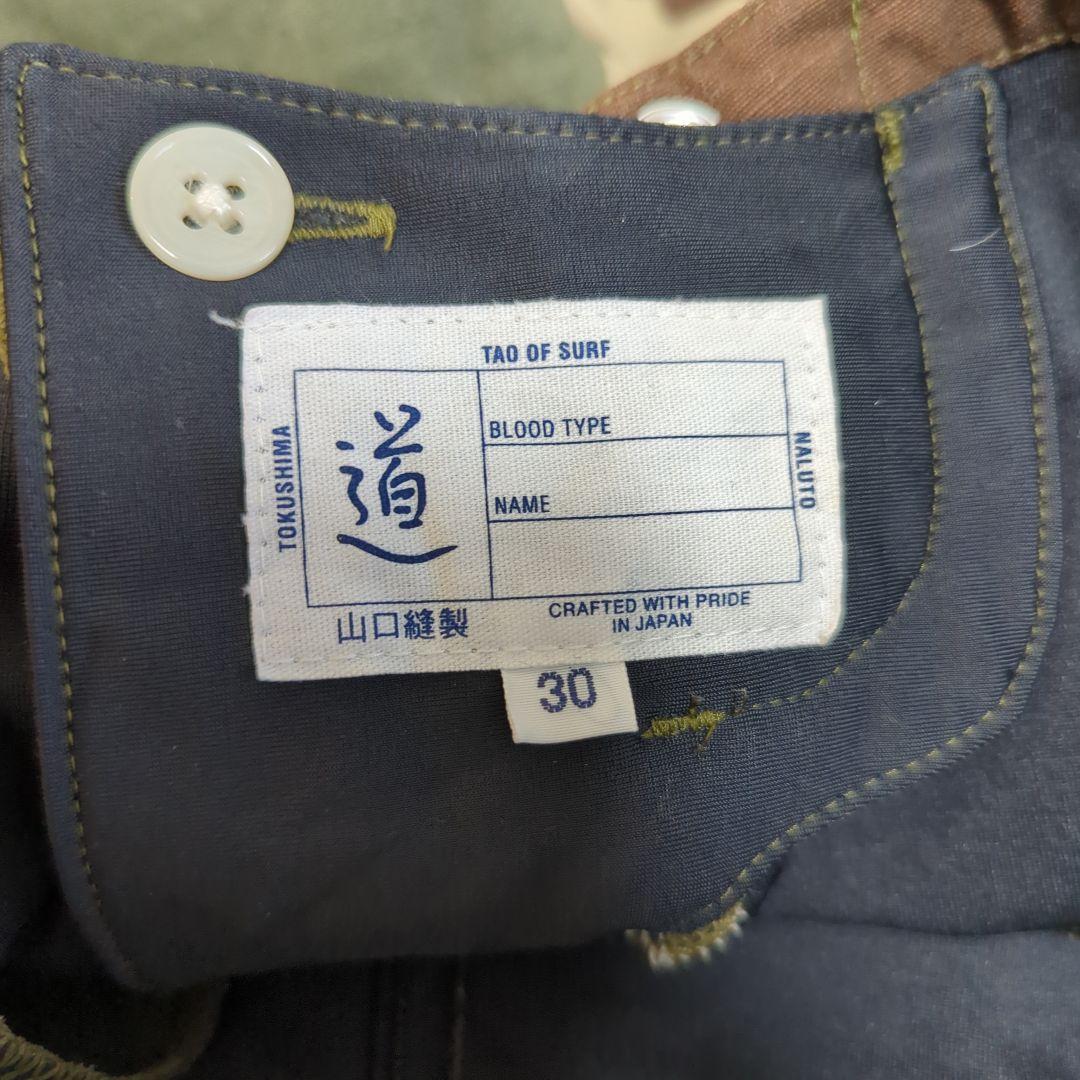 TAO OF SURF
TOKUSHIMA
道
BLOOD TYPE
NAME
NALUTO
山口縫製
CRAFTED WITH PRIDE
IN JAPAN
30